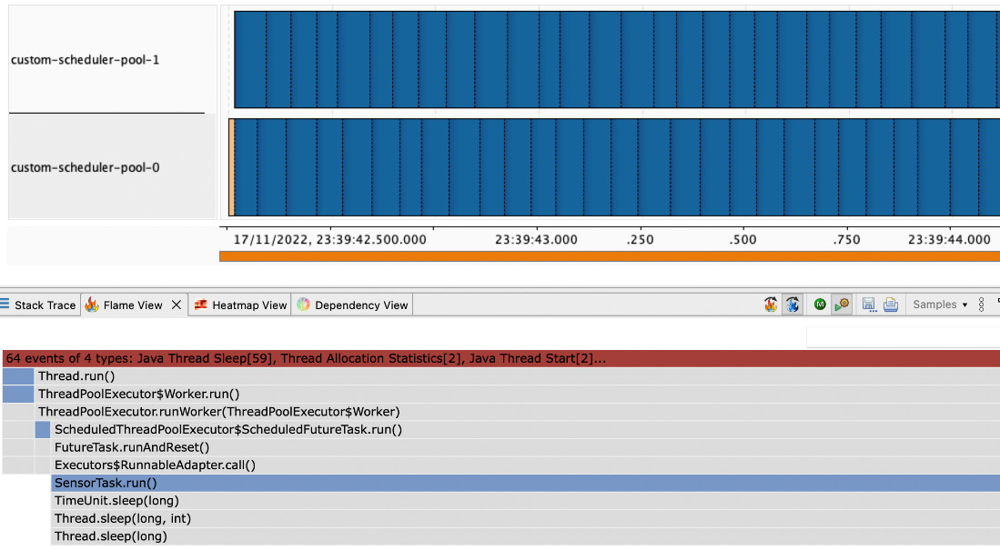 custom-scheduler-pool-1
custom-scheduler-pool-0
17/11/2022, 23:39:42.500.000 23:39:43.000 .250 .500 .750 23:39:44.000
Stack Trace Flame View Heatmap View Dependency View M Samples
64 events of 4 types: Java Thread Sleep[59], Thread Allocation Statistics[2], Java Thread Start[2]...
Thread.run()
ThreadPoolExecutor$Worker.run()
ThreadPoolExecutor.runWorker(ThreadPoolExecutor$Worker)
ScheduledThreadPoolExecutor$ScheduledFutureTask.run()
FutureTask.runAndReset()
Executors$RunnableAdapter.call()
SensorTask.run()
TimeUnit.sleep(long)
Thread.sleep(long, int)
Thread.sleep(long)